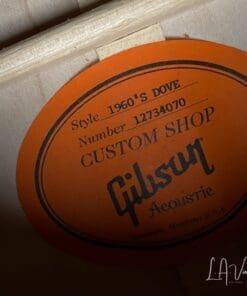 Style 1960'S DOVE
Number 12734070
CUSTOM SHOP
Gibson
Acoustic